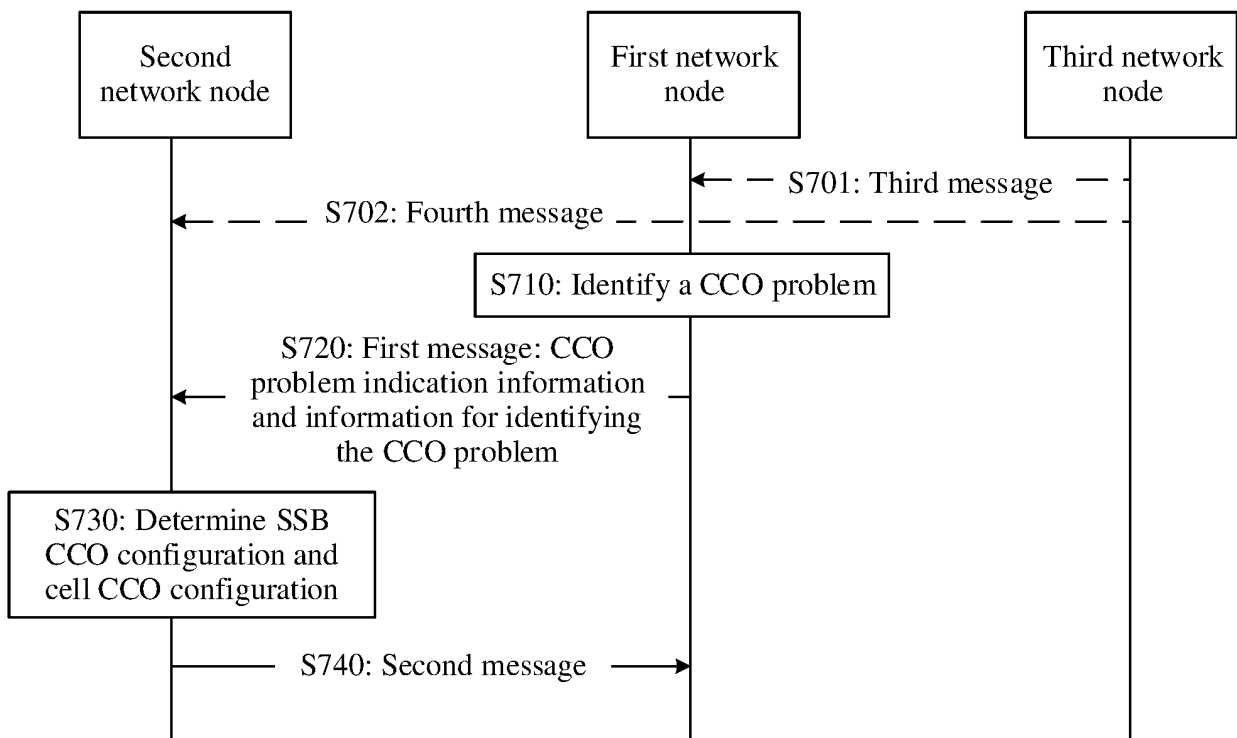 Second
network node
First network
node
Third network
node
S701: Third message
S702: Fourth message
S710: Identify a CCO problem
S720: First message: CCO
problem indication information
and information for identifying
the CCO problem
S730: Determine SSB
CCO configuration and
cell CCO configuration
S740: Second message